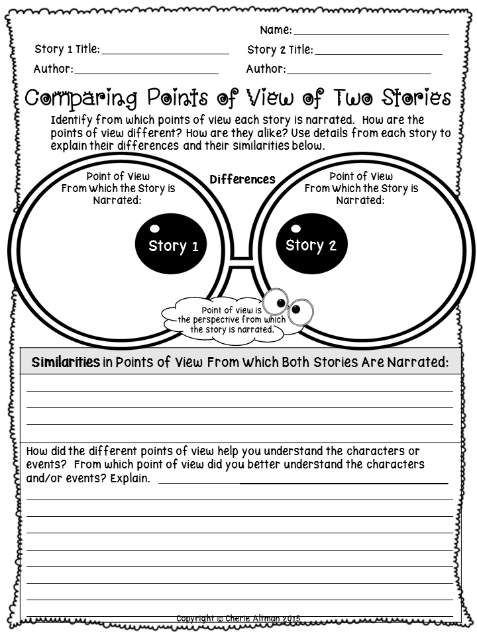 Name:
Story 1 Title: Story 2 Title:
Author: Author:
Comparing Points of View of Two Stories
Identify from which points of view each story is narrated. How are the
points of view different? How are they alike? Use details from each story to
explain their differences and their similarities below.
Point of View
From Which the Story is
Narrated:
Differences
Point of View
From Which the Story is
Narrated:
Story 1
Story 2
Point of view is
the perspective from which
the story is narrated.
Similarities in Points of View From Which Both Stories Are Narrated:
How did the different points of view help you understand the characters or
events? From which point of view did you better understand the characters
and/or events? Explain.
Copyright © Cherie Altman 2015